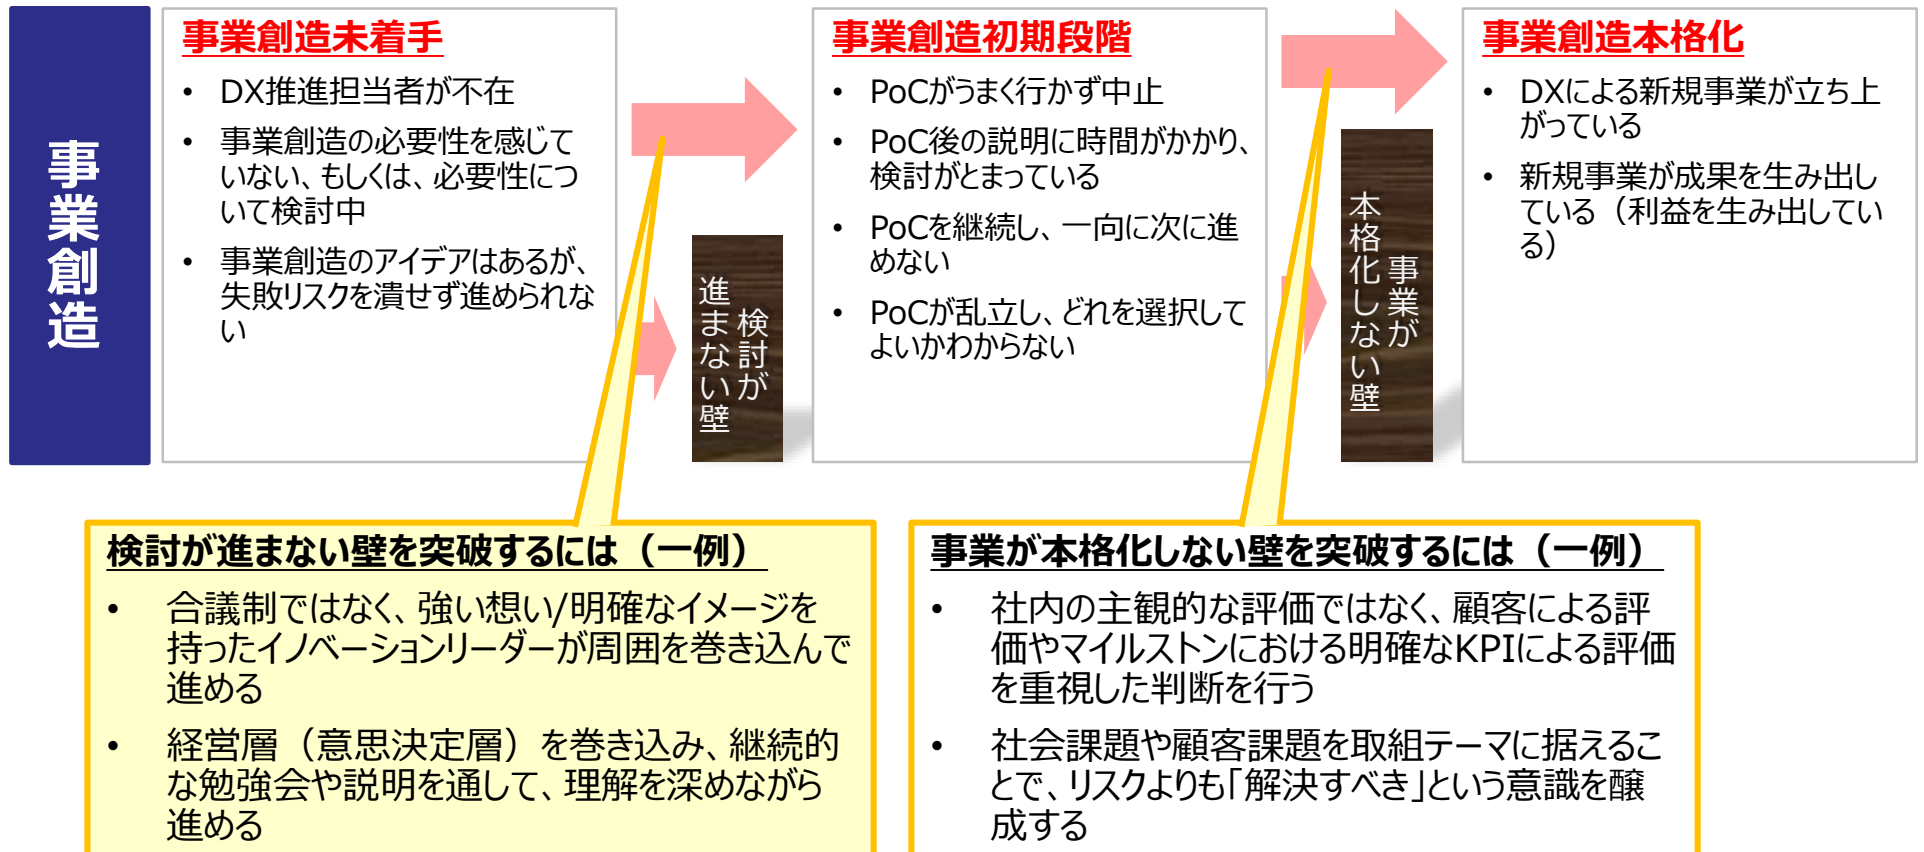 事業創造
事業創造未着手
• DX推進担当者が不在
• 事業創造の必要性を感じて
いない、もしくは、必要性につ
いて検討中
• 事業創造のアイデアはあるが、
失敗リスクを潰せず進められな
い
検討が
進まない壁
事業創造初期段階
• PoCがうまく行かず中止
• PoC後の説明に時間がかかり、
検討がとまっている
• PoCを継続し、一向に次に進
めない
• PoCが乱立し、どれを選択して
よいかわからない
事業が
本格化しない壁
事業創造本格化
• DXによる新規事業が立ち上
がっている
• 新規事業が成果を生み出し
ている（利益を生み出してい
る）
検討が進まない壁を突破するには（一例）
• 合議制ではなく、強い想い/明確なイメージを
持ったイノベーションリーダーが周囲を巻き込んで
進める
• 経営層（意思決定層）を巻き込み、継続的
な勉強会や説明を通して、理解を深めながら
進める
事業が本格化しない壁を突破するには（一例）
• 社内の主観的な評価ではなく、顧客による評
価やマイルストンにおける明確なKPIによる評価
を重視した判断を行う
• 社会課題や顧客課題を取組テーマに据えるこ
とで、リスクよりも「解決すべき」という意識を醸
成する